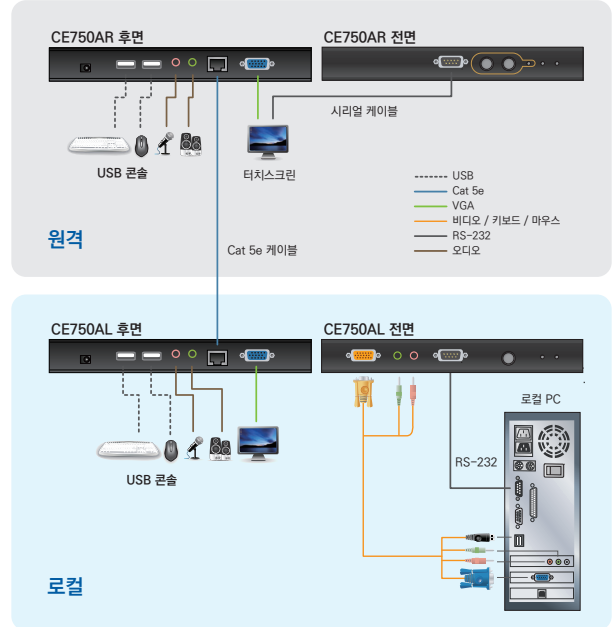 CE750AR 후면
CE750AR 전면
시리얼 케이블
USB 콘솔
터치스크린
USB
Cat 5e
VGA
비디오 / 키보드 / 마우스
RS-232
오디오
원격
Cat 5e 케이블
CE750AL 후면
CE750AL 전면
로컬 PC
RS-232
USB 콘솔
로컬